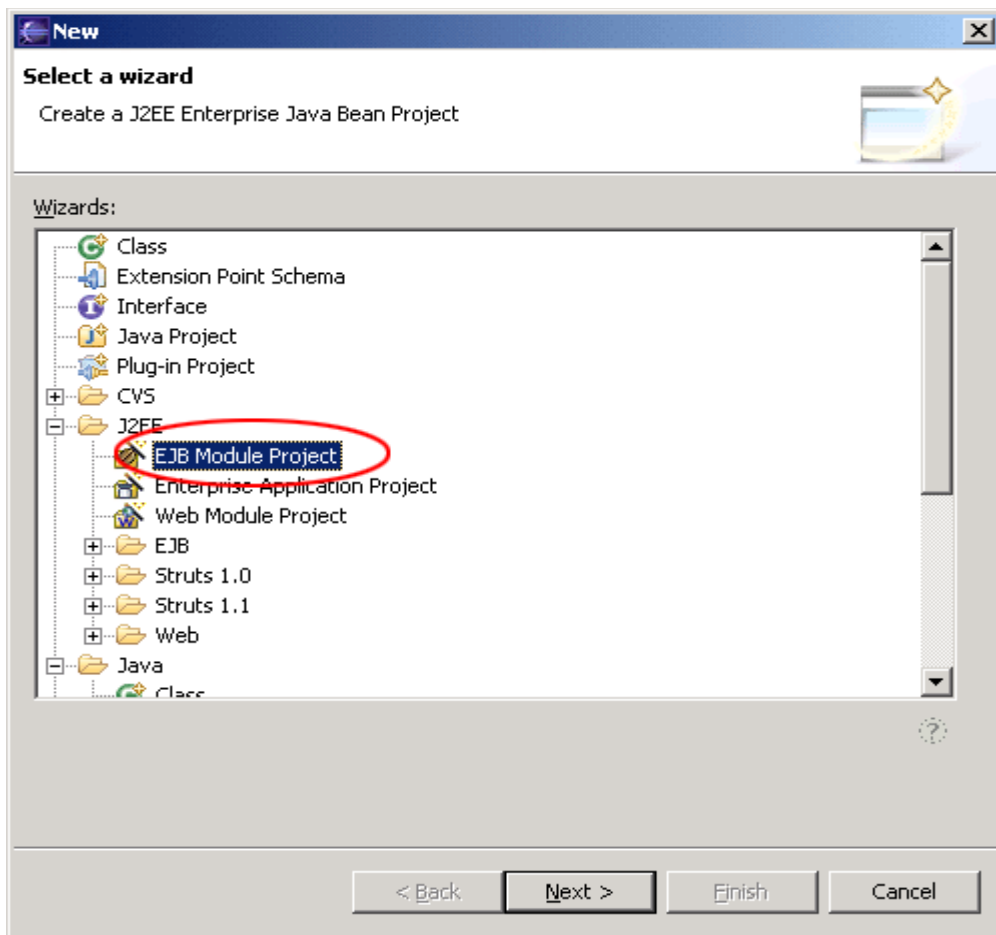 New
Select a wizard
Create a J2EE Enterprise Java Bean Project
Wizards:
Class
Extension Point Schema
Interface
Java Project
Plug-in Project
CVS
J2EE
EJB Module Project
Enterprise Application Project
Web Module Project
EJB
Struts 1.0
Struts 1.1
Web
Java
Class
?
< Back Next > Finish Cancel